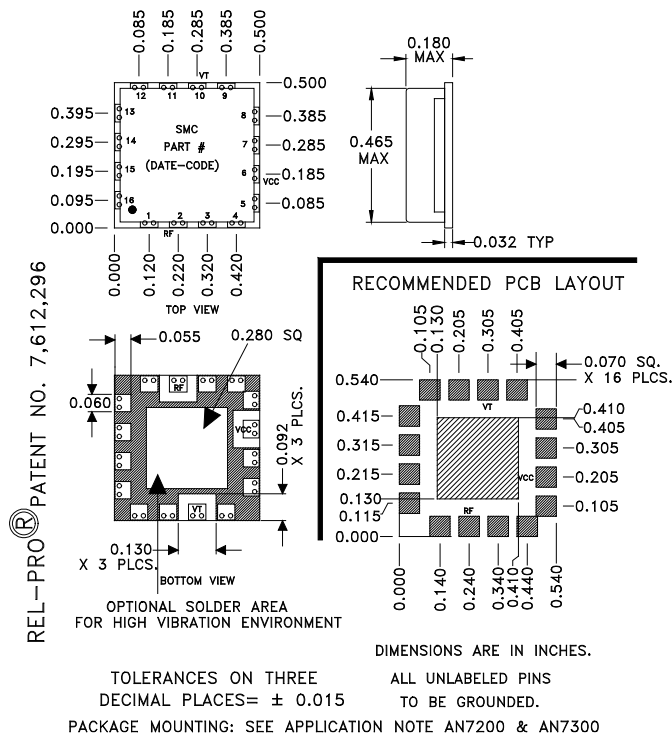 0.085
0.185
0.285
0.385
0.500
VT
12
11
10
9
0.500
0.395
13
8
0.385
SMC
PART #
(DATE-CODE)
0.295
14
7
0.285
0.195
15
6
0.185
VCC
0.095
16
5
0.085
0.000
1
2
3
4
RF
0.000
0.120
0.220
0.320
0.420
TOP VIEW
0.180
MAX
0.465
MAX
0.032 TYP
REL-PRO® PATENT NO. 7,612,296
0.055
0.280 SQ
0.060
RF
VCC
VT
0.092
X 3 PLCS.
0.130
X 3 PLCS.
BOTTOM VIEW
OPTIONAL SOLDER AREA
FOR HIGH VIBRATION ENVIRONMENT
RECOMMENDED PCB LAYOUT
0.105
0.130
0.205
0.305
0.405
0.070 SQ.
X 16 PLCS.
0.540
VT
0.415
0.410
0.405
0.315
0.305
0.215
VCC
0.205
0.130
0.115
0.105
RF
0.000
0.000
0.140
0.240
0.340
0.410
0.440
0.540
DIMENSIONS ARE IN INCHES.
TOLERANCES ON THREE
DECIMAL PLACES= ± 0.015
ALL UNLABELED PINS
TO BE GROUNDED.
PACKAGE MOUNTING: SEE APPLICATION NOTE AN7200 & AN7300